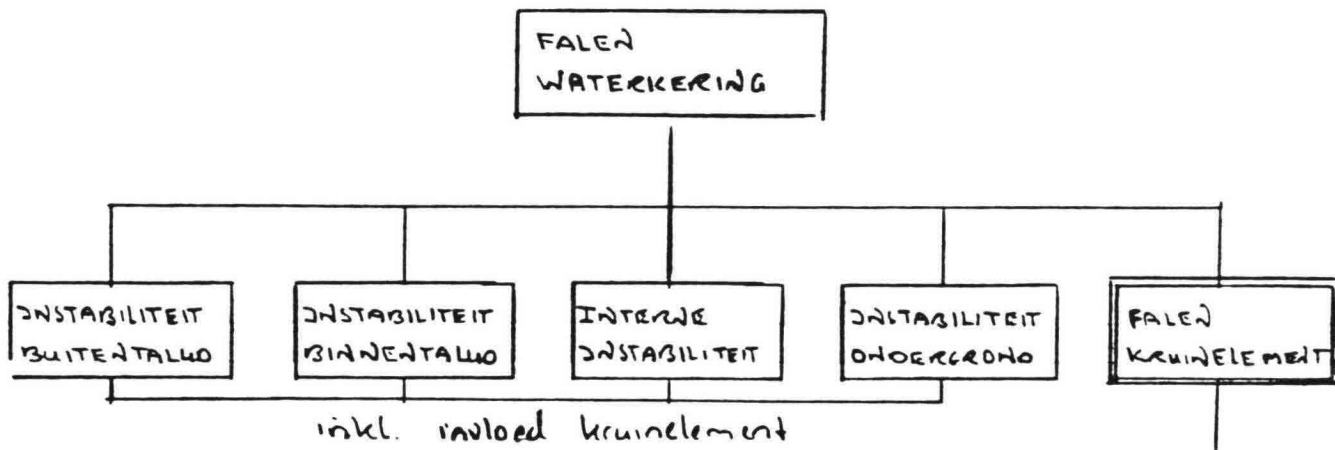 FALEN
WATERKERING
INSTABILITEIT
BUITENTALUD
INSTABILITEIT
BINNENTALUD
INTERNE
INSTABILITEIT
INSTABILITEIT
ONDERGROND
FALEN
KRUINELEMENT
inkl. invloed kruinelement